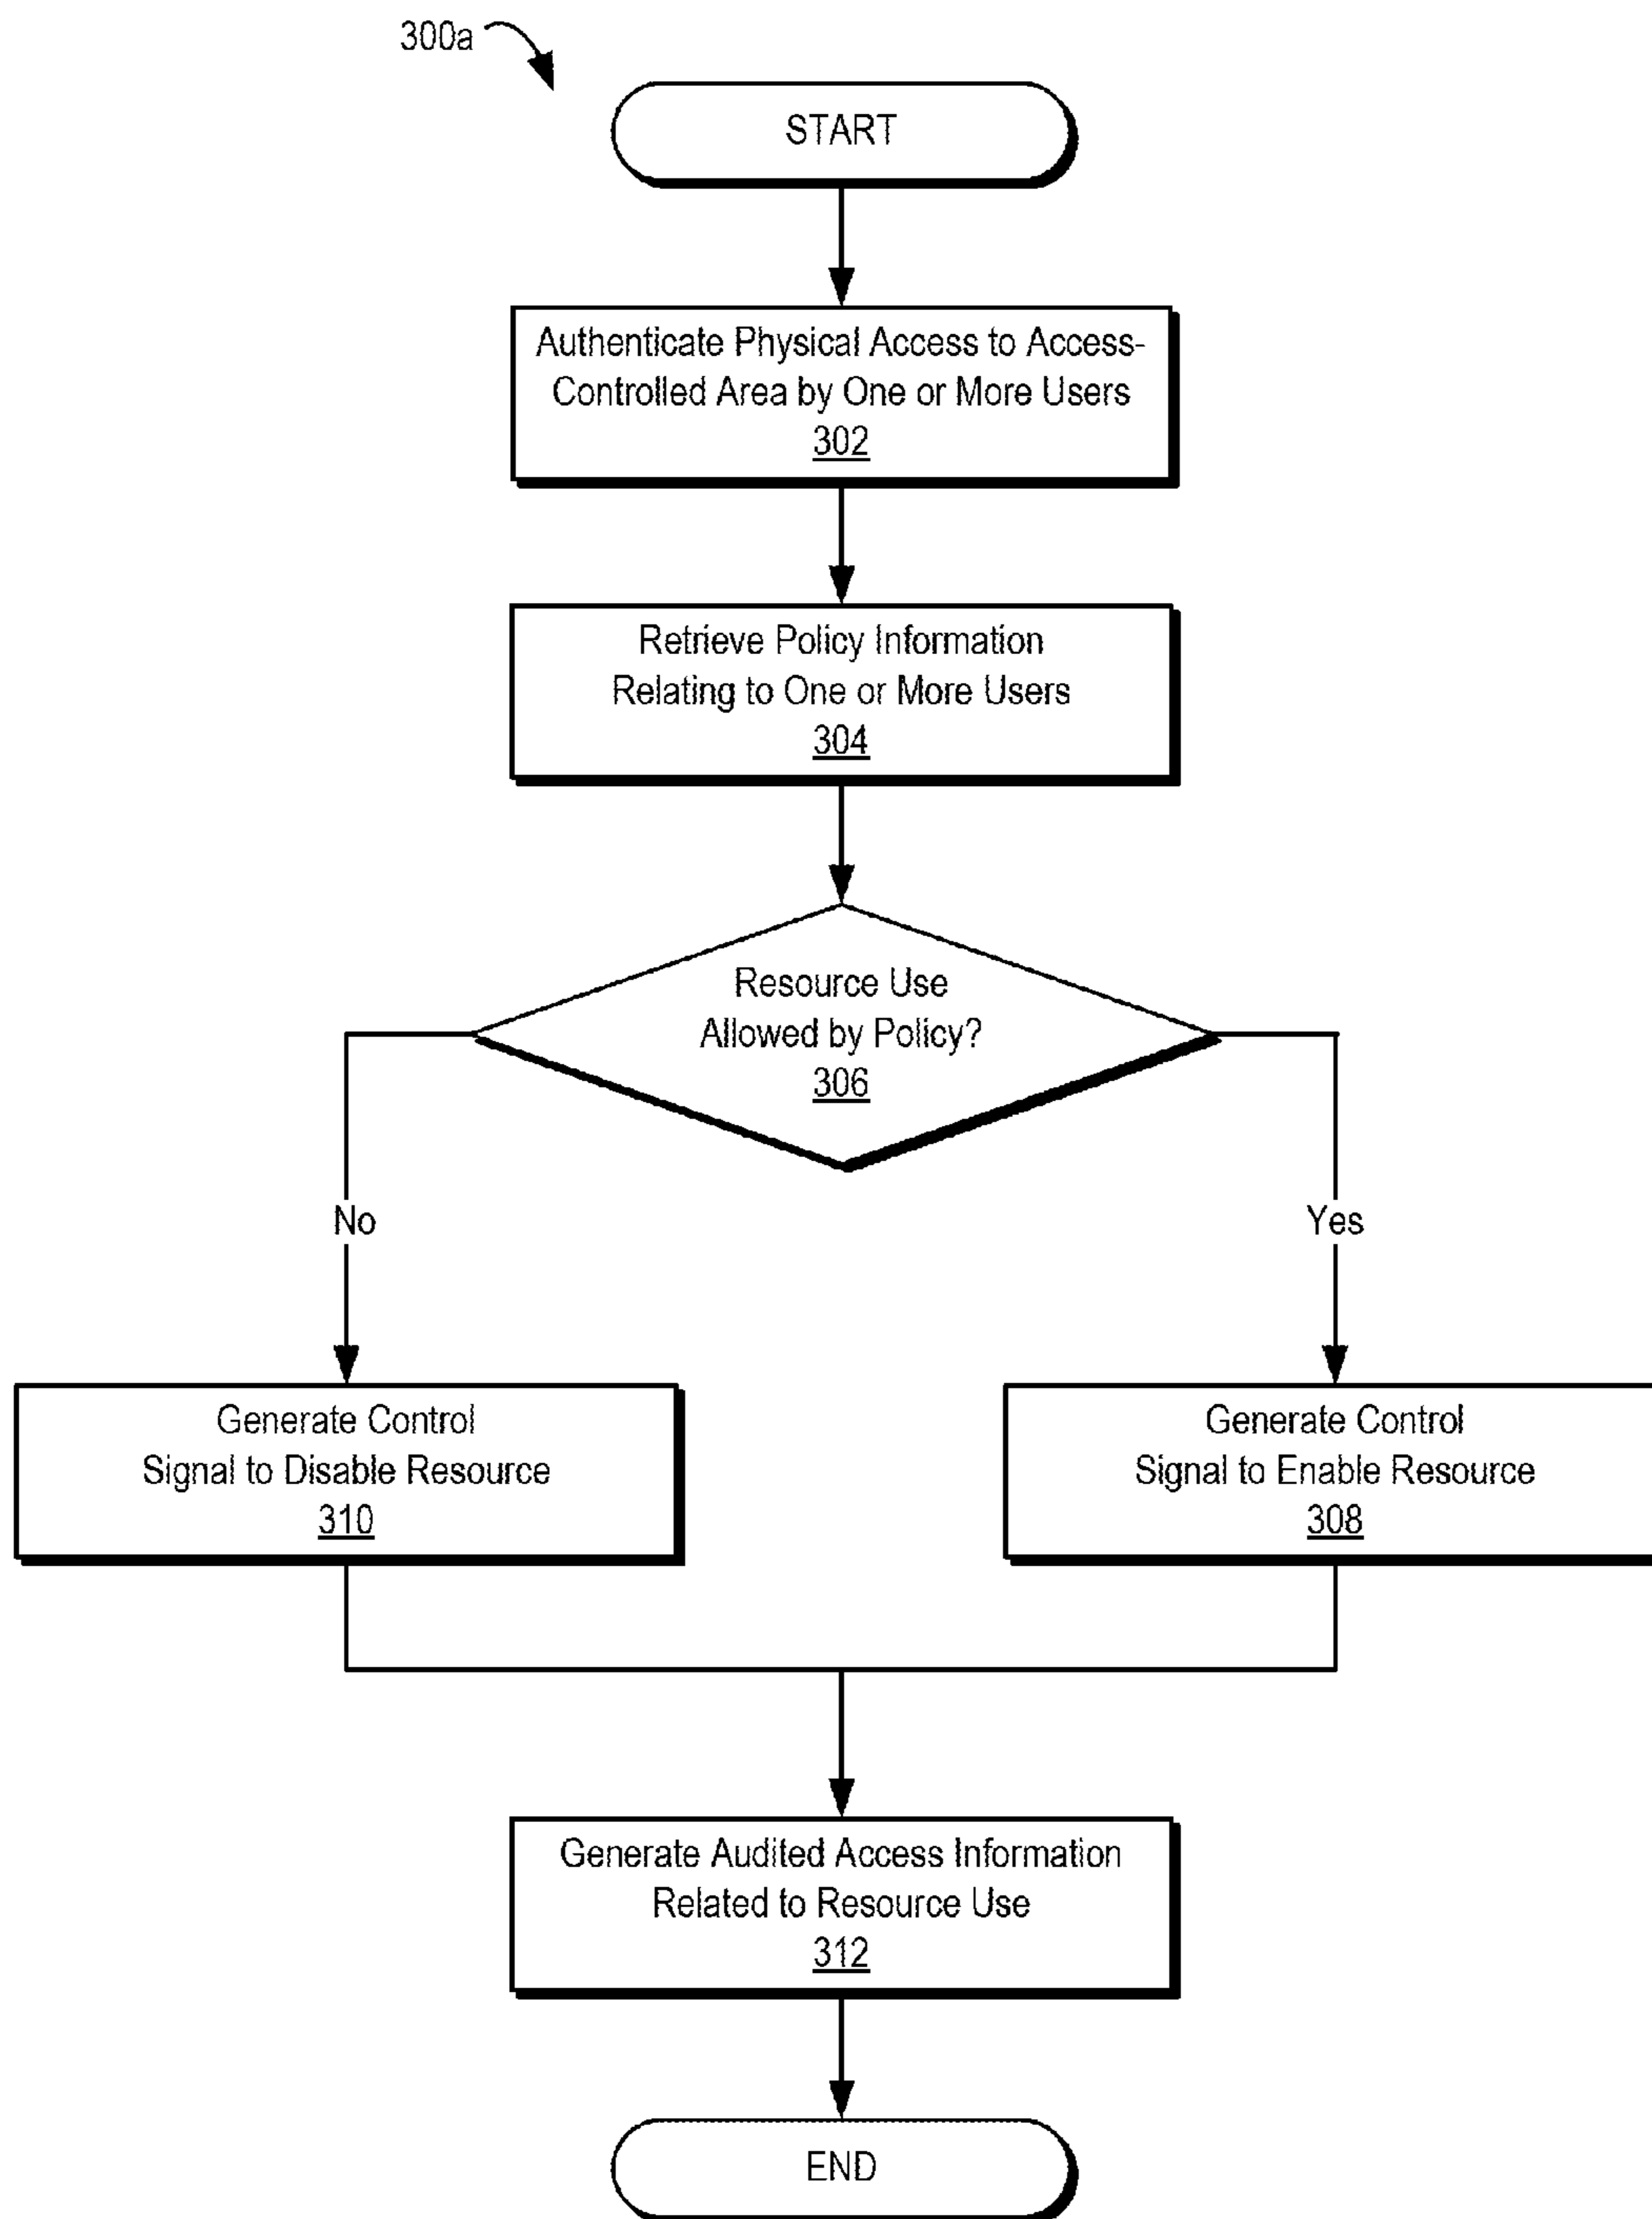 300a
START
Authenticate Physical Access to Access-
Controlled Area by One or More Users
302
Retrieve Policy Information
Relating to One or More Users
304
Resource Use
Allowed by Policy?
306
No
Yes
Generate Control
Signal to Disable Resource
310
Generate Control
Signal to Enable Resource
308
Generate Audited Access Information
Related to Resource Use
312
END